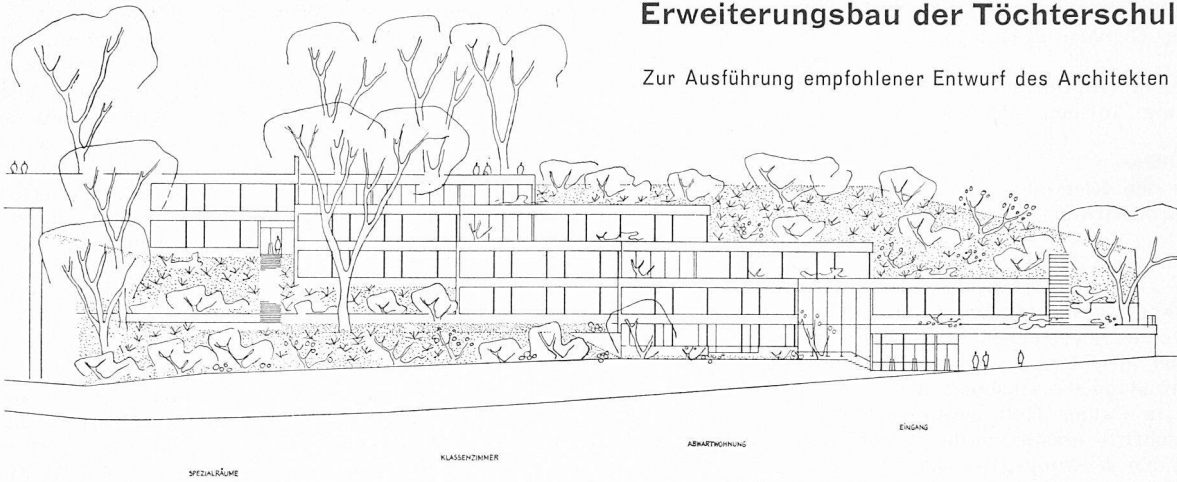 Erweiterungsbau der Töchterschul
Zur Ausführung empfohlener Entwurf des Architekten
EINGANG
ABWARTWOHNUNG
KLASSENZIMMER
SPEZIALRÄUME